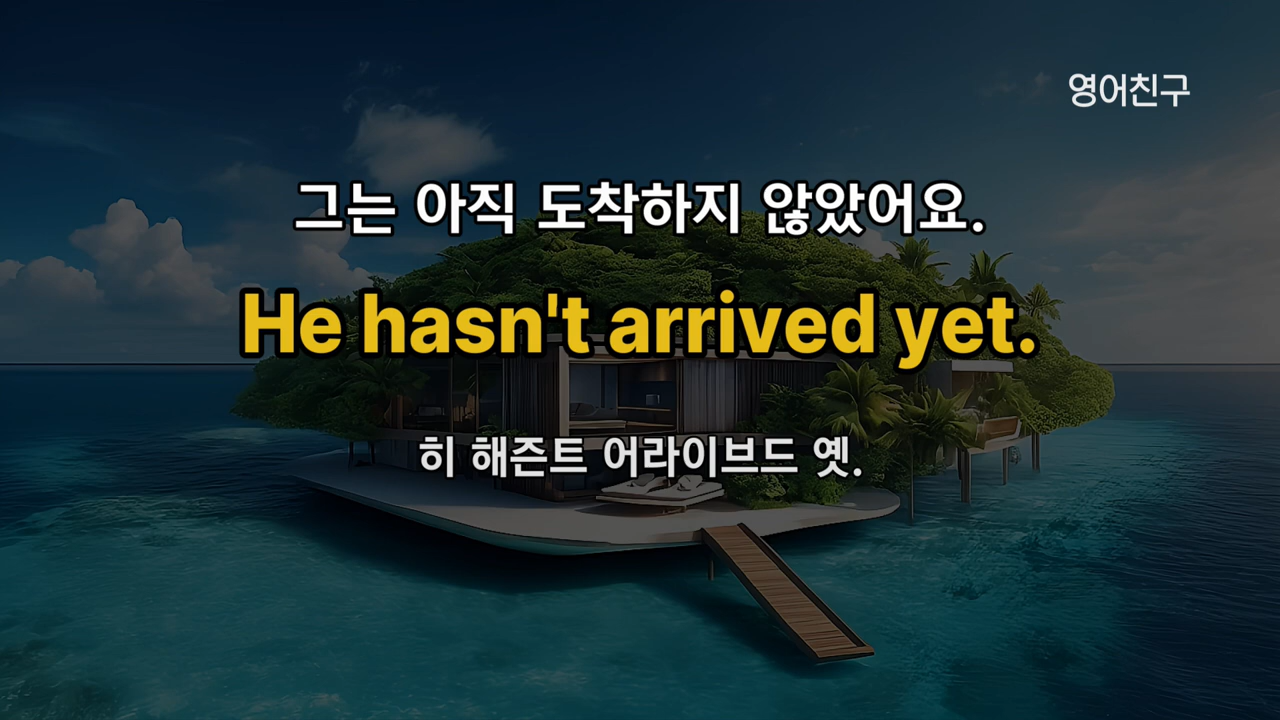 영어친구
그는 아직 도착하지 않았어요.
He hasn't arrived yet.
히 해즌트 어라이브드 옛.